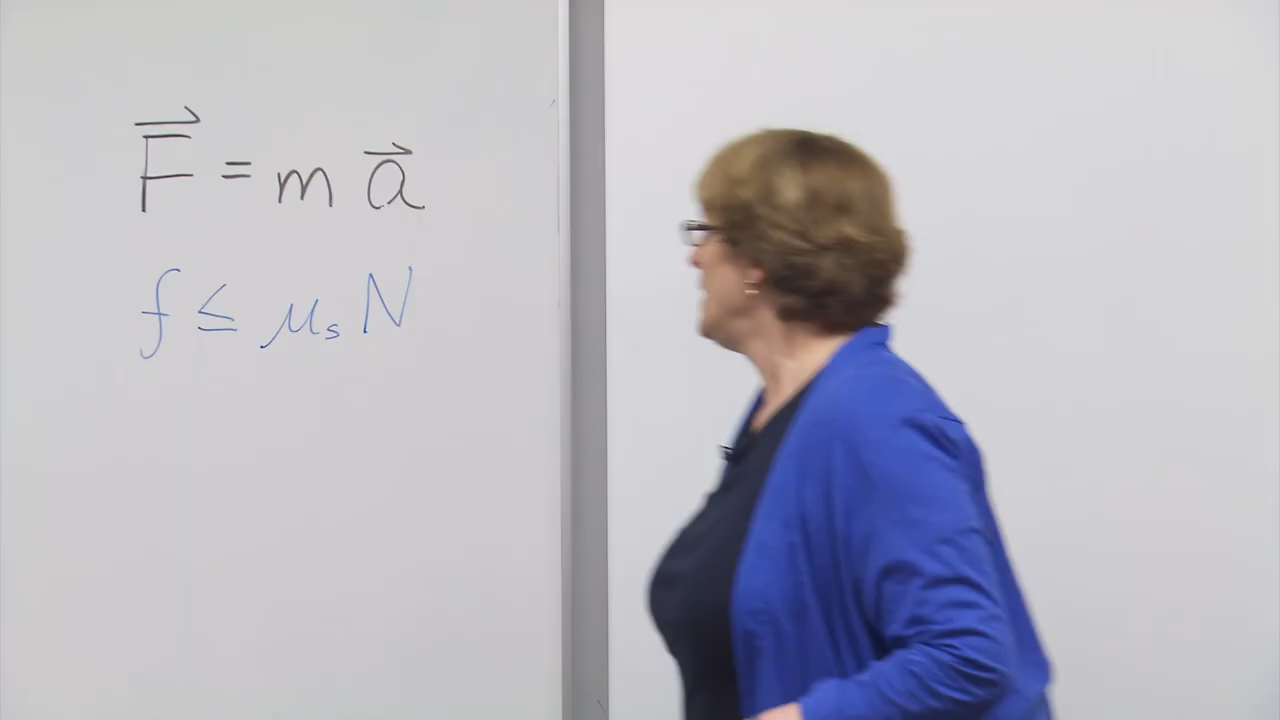 F⃗ = m a⃗
f ≤ μₛ N